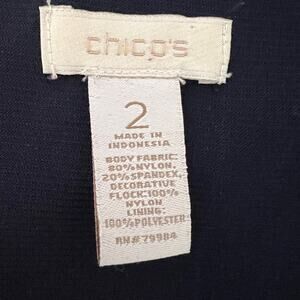 chico's
2
MADE IN
INDONESIA
BODY FABRIC:
80% NYLON,
20% SPANDEX,
DECORATIVE
FLOCK:100%
NYLON
LINING:
100% POLYESTER
RN# 79984